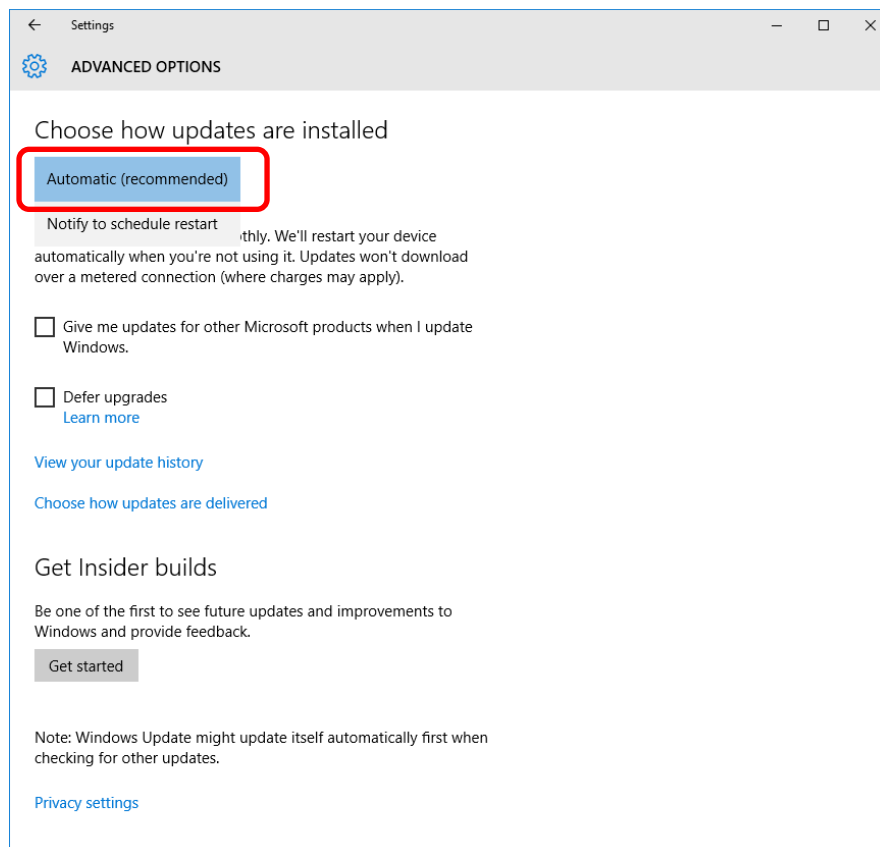 Settings
ADVANCED OPTIONS
Choose how updates are installed
Automatic (recommended)
Notify to schedule restart
thly. We'll restart your device
automatically when you're not using it. Updates won't download
over a metered connection (where charges may apply).
Give me updates for other Microsoft products when I update
Windows.
Defer upgrades
Learn more
View your update history
Choose how updates are delivered
Get Insider builds
Be one of the first to see future updates and improvements to
Windows and provide feedback.
Get started
Note: Windows Update might update itself automatically first when
checking for other updates.
Privacy settings